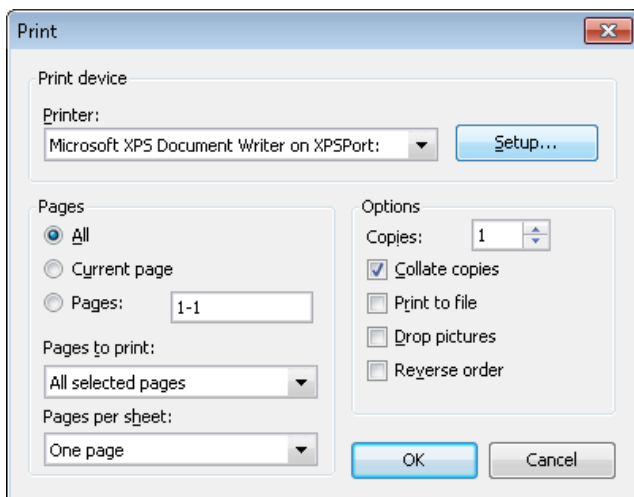 Print
Print device
Printer:
Microsoft XPS Document Writer on XPSPort:
Setup...
Pages
All
Current page
Pages:
1-1
Pages to print:
All selected pages
Pages per sheet:
One page
Options
Copies:
1
Collate copies
Print to file
Drop pictures
Reverse order
OK
Cancel